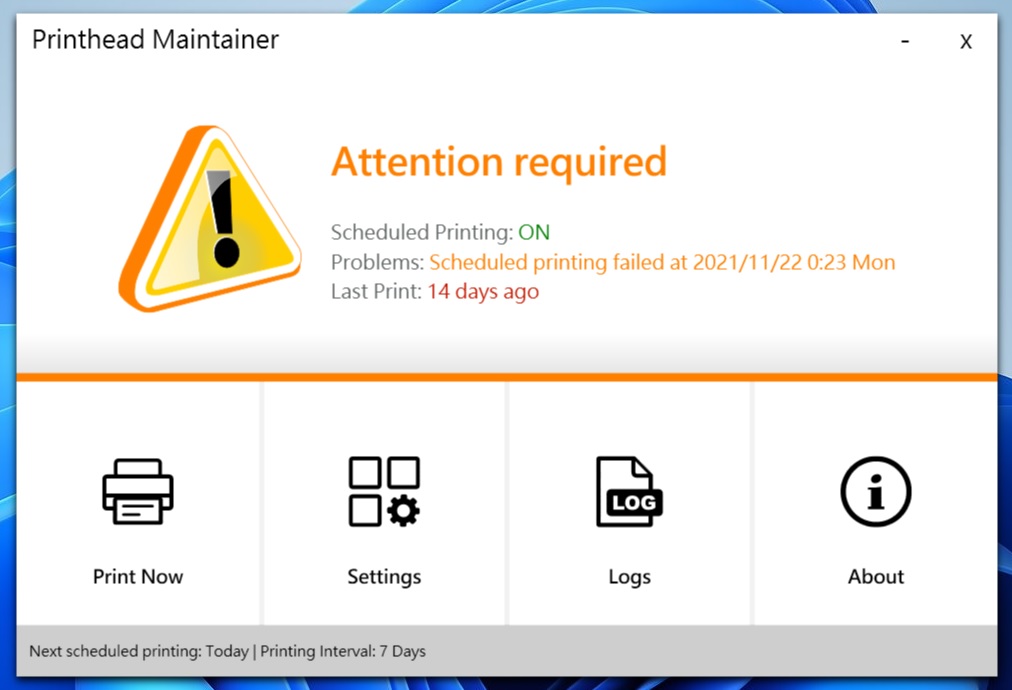 Printhead Maintainer
- X
Attention required
Scheduled Printing: ON
Problems: Scheduled printing failed at 2021/11/22 0:23 Mon
Last Print: 14 days ago
LOG
Print Now
Settings
Logs
About
Next scheduled printing: Today | Printing Interval: 7 Days